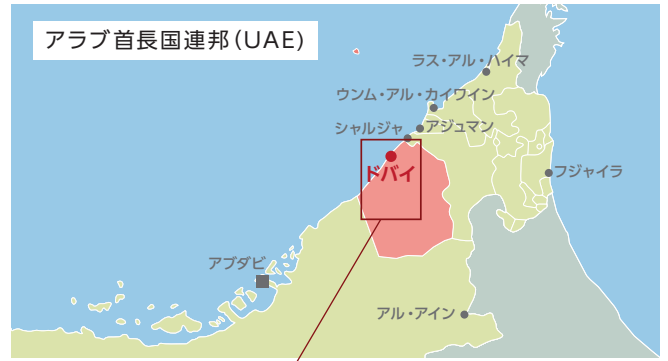 アラブ首長国連邦（UAE）
ラス・アル・ハイマ
ウンム・アル・カイワイン
シャルジャ
アジュマン
ドバイ
フジャイラ
アブダビ
アル・アイン